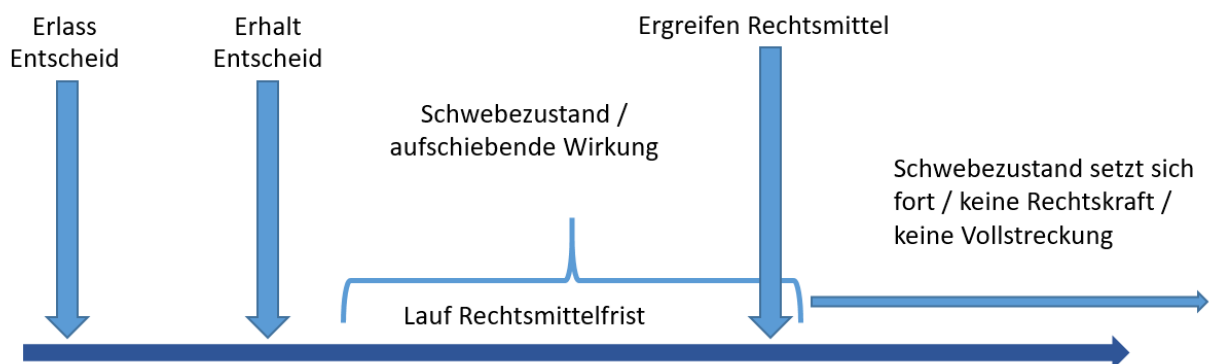 Erlass
Entscheid
Erhalt
Entscheid
Ergreifen Rechtsmittel
Schwebezustand /
aufschiebende Wirkung
Schwebezustand setzt sich
fort / keine Rechtskraft /
keine Vollstreckung
Lauf Rechtsmittelfrist